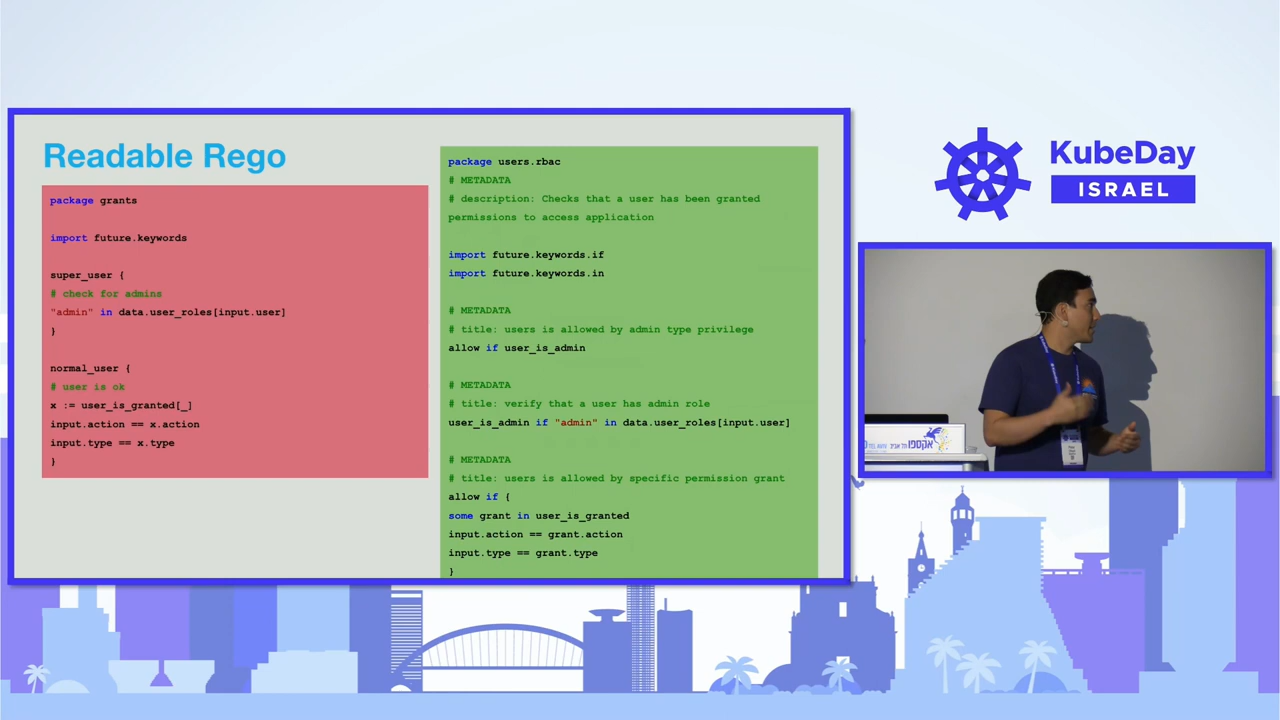 Readable Rego
package grants
import future.keywords
super_user {
# check for admins
"admin" in data.user_roles[input.user]
}
normal_user {
# user is ok
x := user_is_granted[_]
input.action == x.action
input.type == x.type
}
package users.rbac
# METADATA
# description: Checks that a user has been granted
permissions to access application
import future.keywords.if
import future.keywords.in
# METADATA
# title: users is allowed by admin type privilege
allow if user_is_admin
# METADATA
# title: verify that a user has admin role
user_is_admin if "admin" in data.user_roles[input.user]
# METADATA
# title: users is allowed by specific permission grant
allow if {
some grant in user_is_granted
input.action == grant.action
input.type == grant.type
}
KubeDay
ISRAEL
אקספו תל אביב